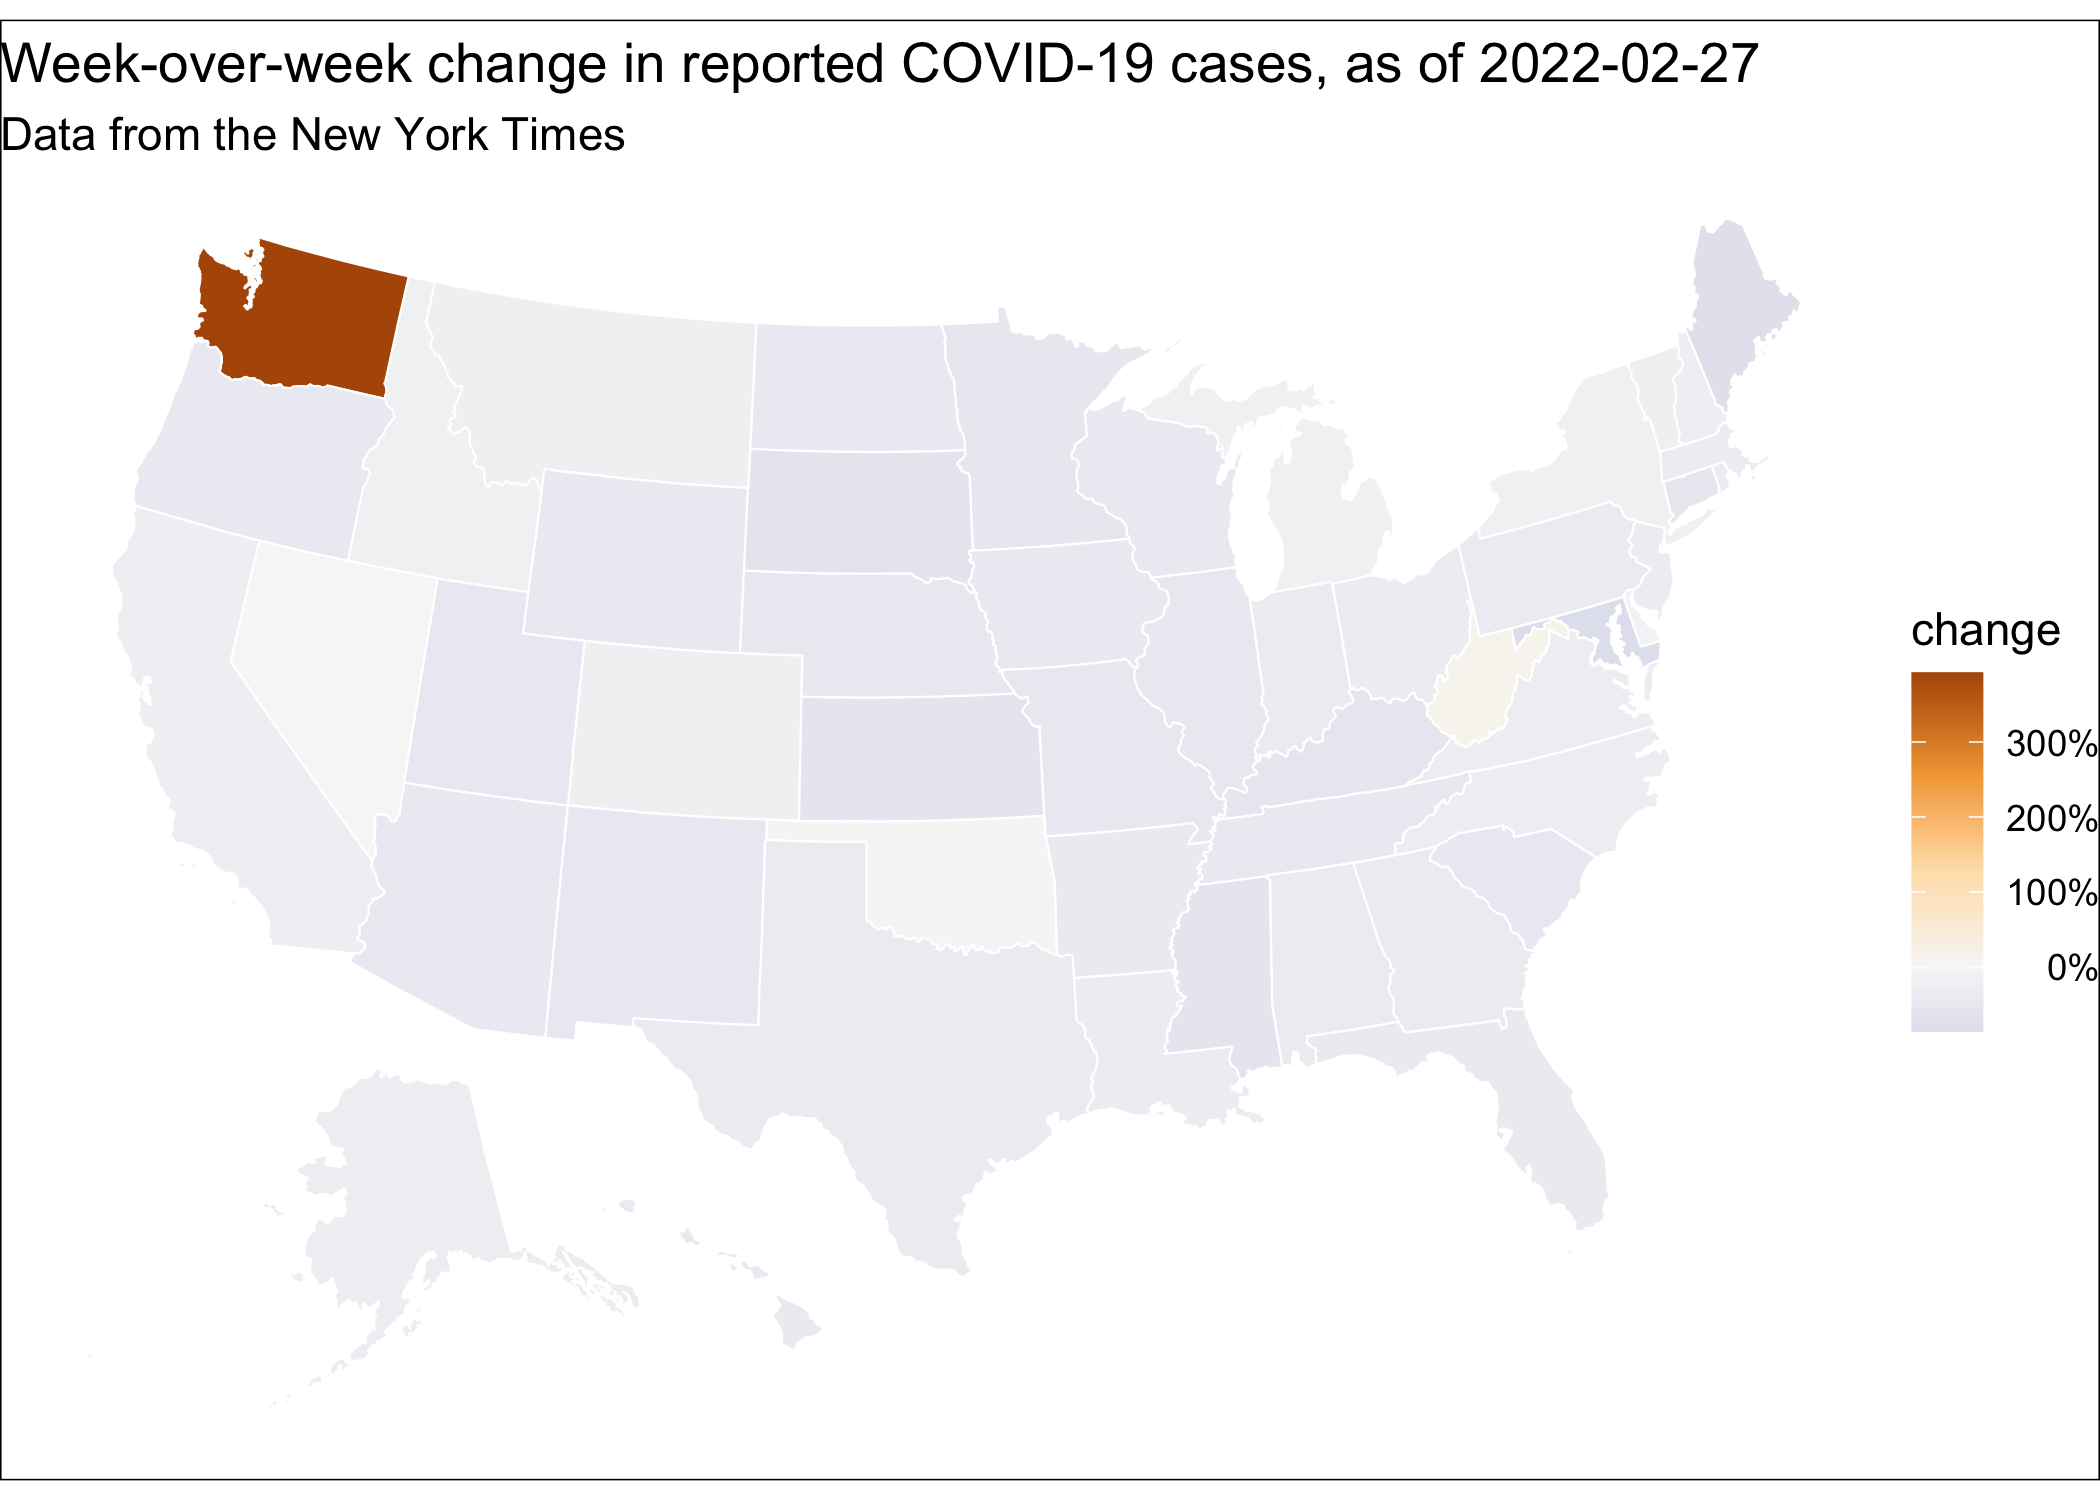 Week-over-week change in reported COVID-19 cases, as of 2022-02-27
Data from the New York Times
change
300%
200%
100%
0%